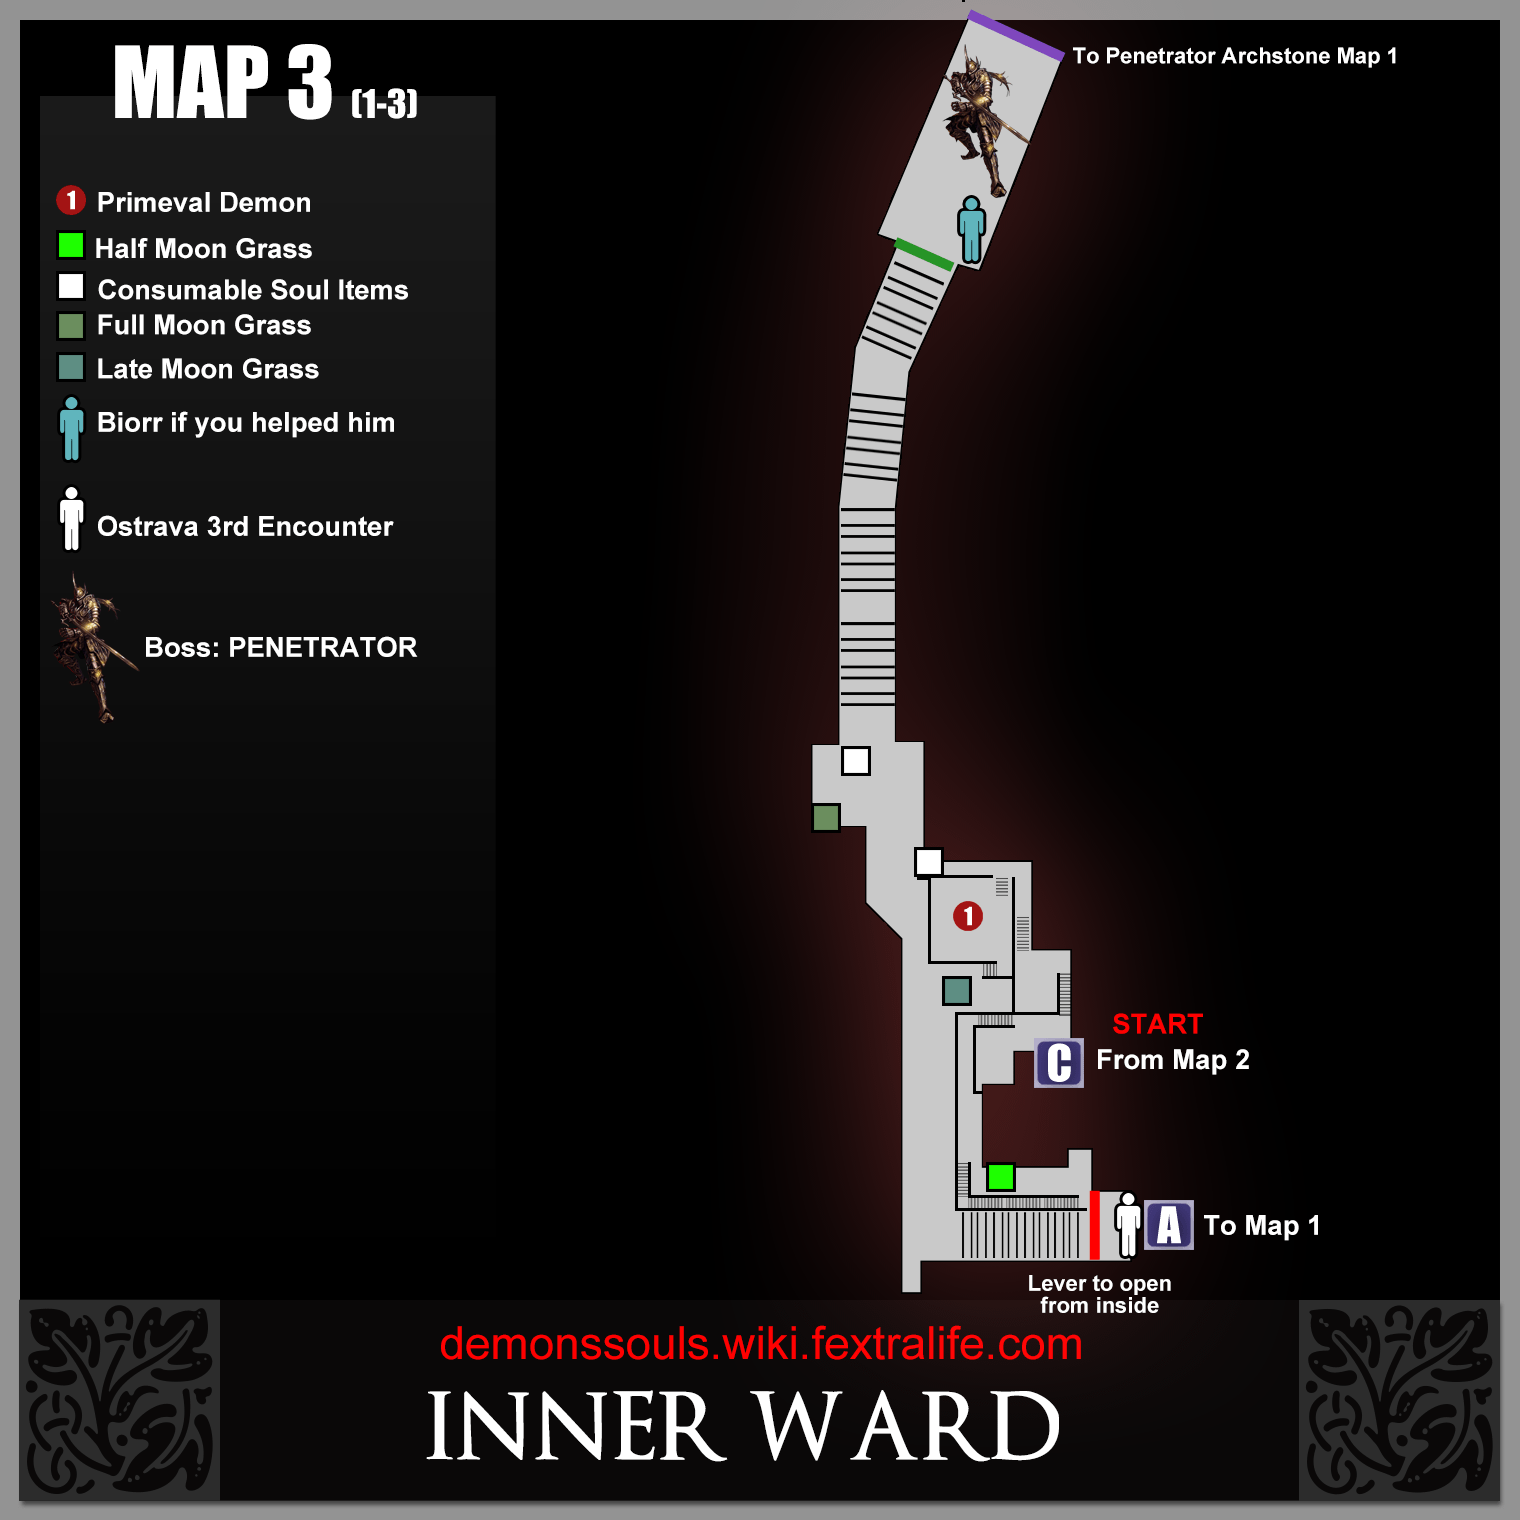 MAP 3 (1-3)
To Penetrator Archstone Map 1
1 Primeval Demon
Half Moon Grass
Consumable Soul Items
Full Moon Grass
Late Moon Grass
Biorr if you helped him
Ostrava 3rd Encounter
Boss: PENETRATOR
1
START
C From Map 2
A To Map 1
Lever to open
from inside
demonssouls.wiki.fextralife.com
INNER WARD